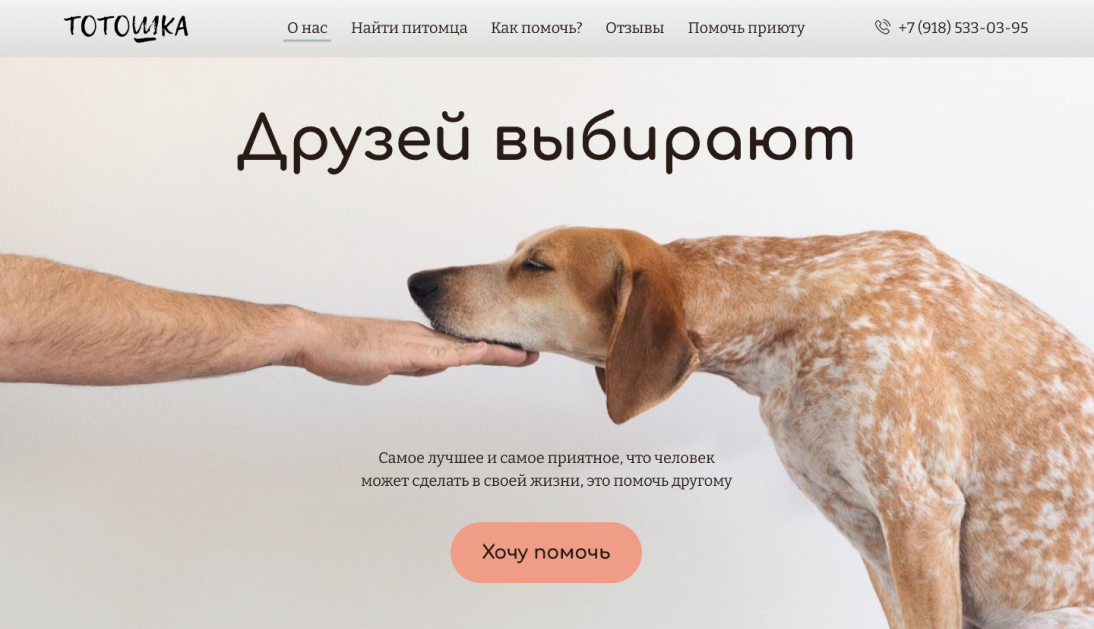 ТОТОШКА
О нас
Найти питомца
Как помочь?
Отзывы
Помочь приюту
+7 (918) 533-03-95
Друзей выбирают
Самое лучшее и самое приятное, что человек
может сделать в своей жизни, это помочь другому
Хочу помочь